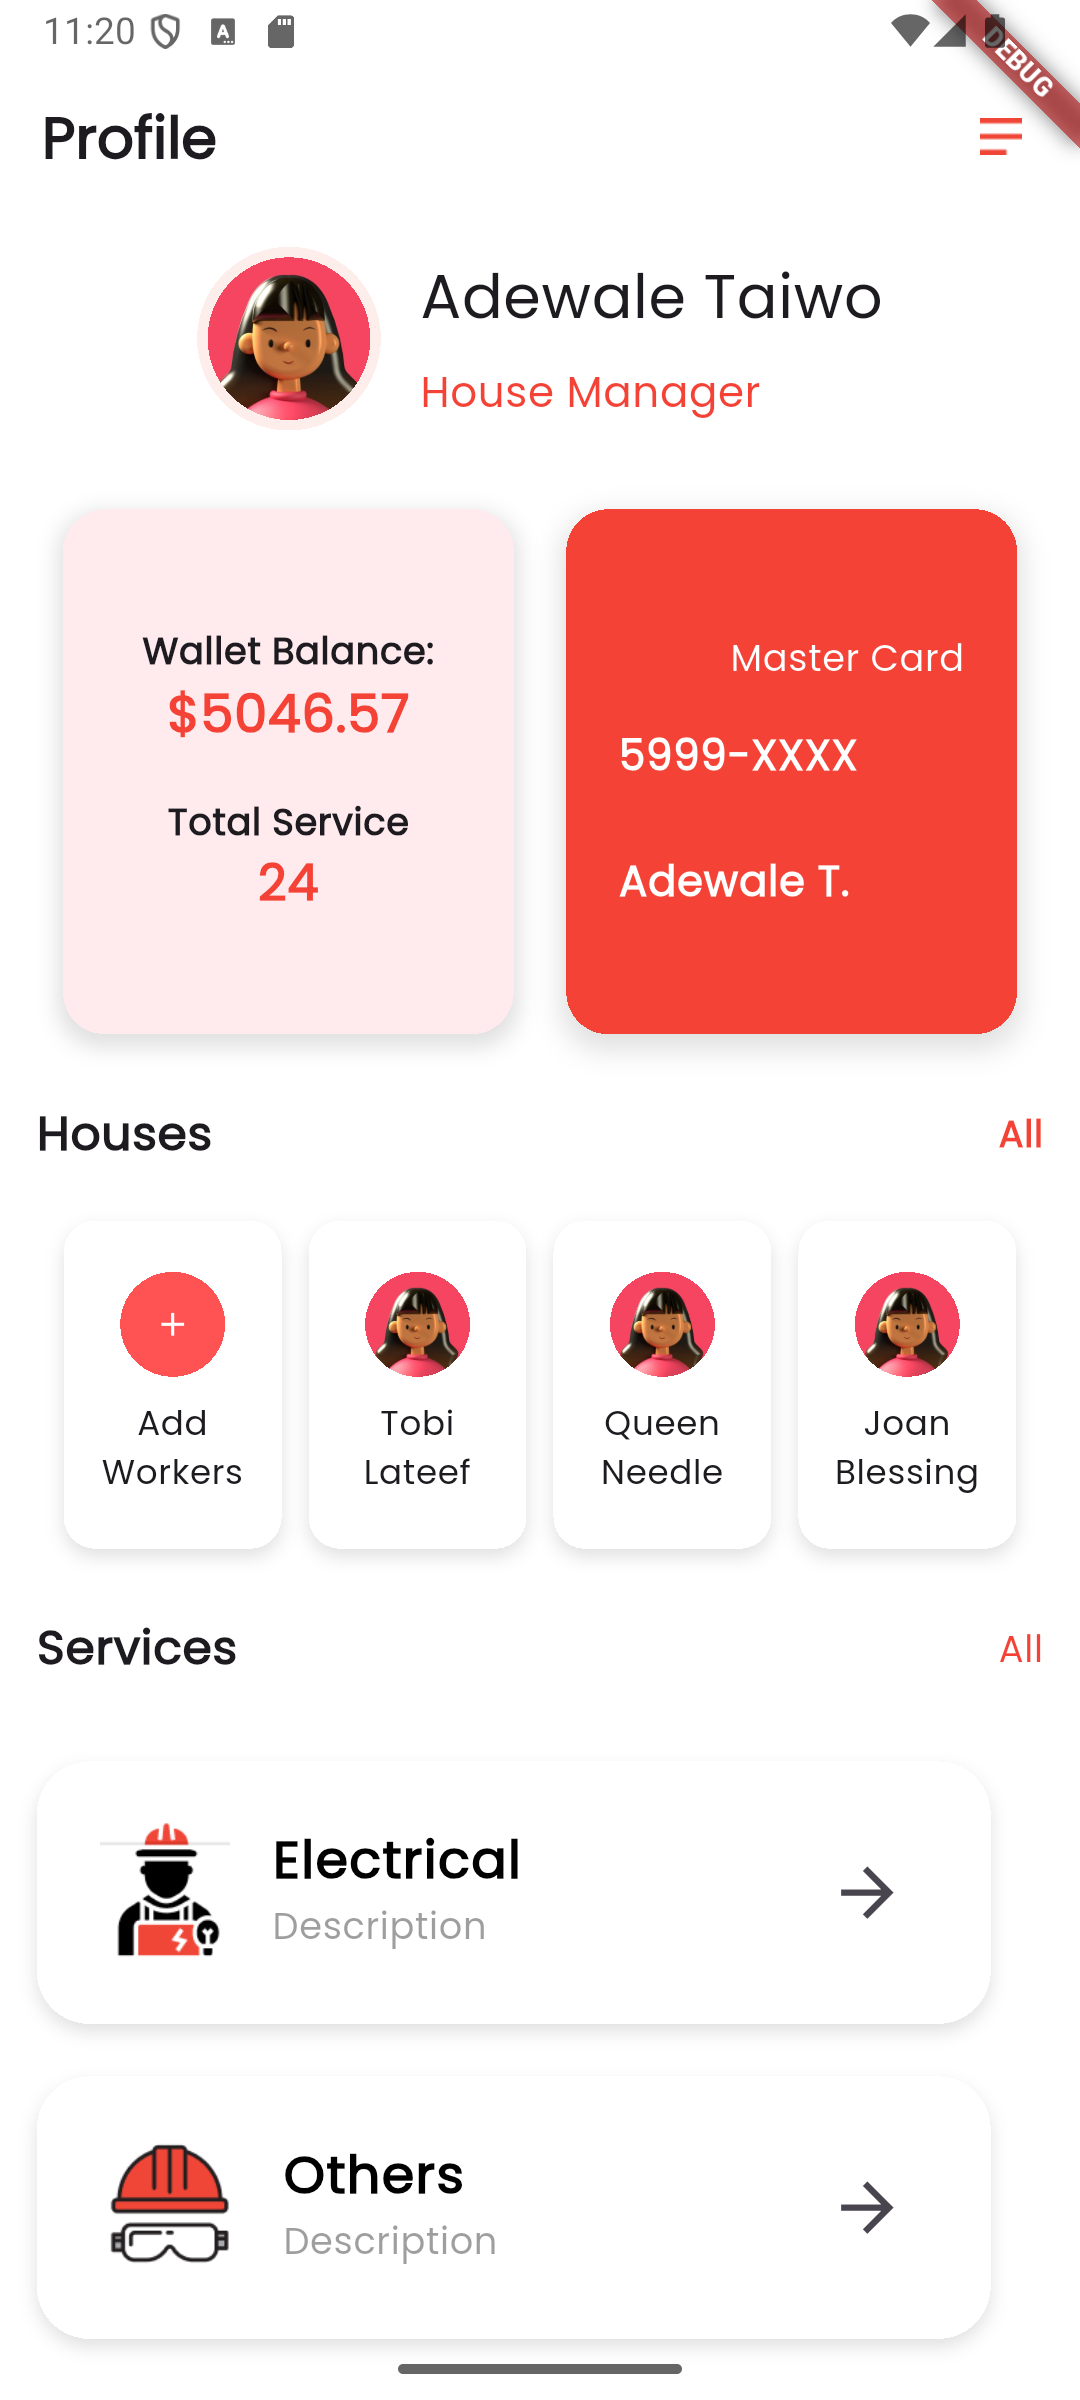 11:20
DEBUG
Profile
Adewale Taiwo
House Manager
Wallet Balance:
$5046.57
Total Service
24
Master Card
5999-XXXX
Adewale T.
Houses
All
Add
Workers
Tobi
Lateef
Queen
Needle
Joan
Blessing
Services
All
Electrical
Description
Others
Description